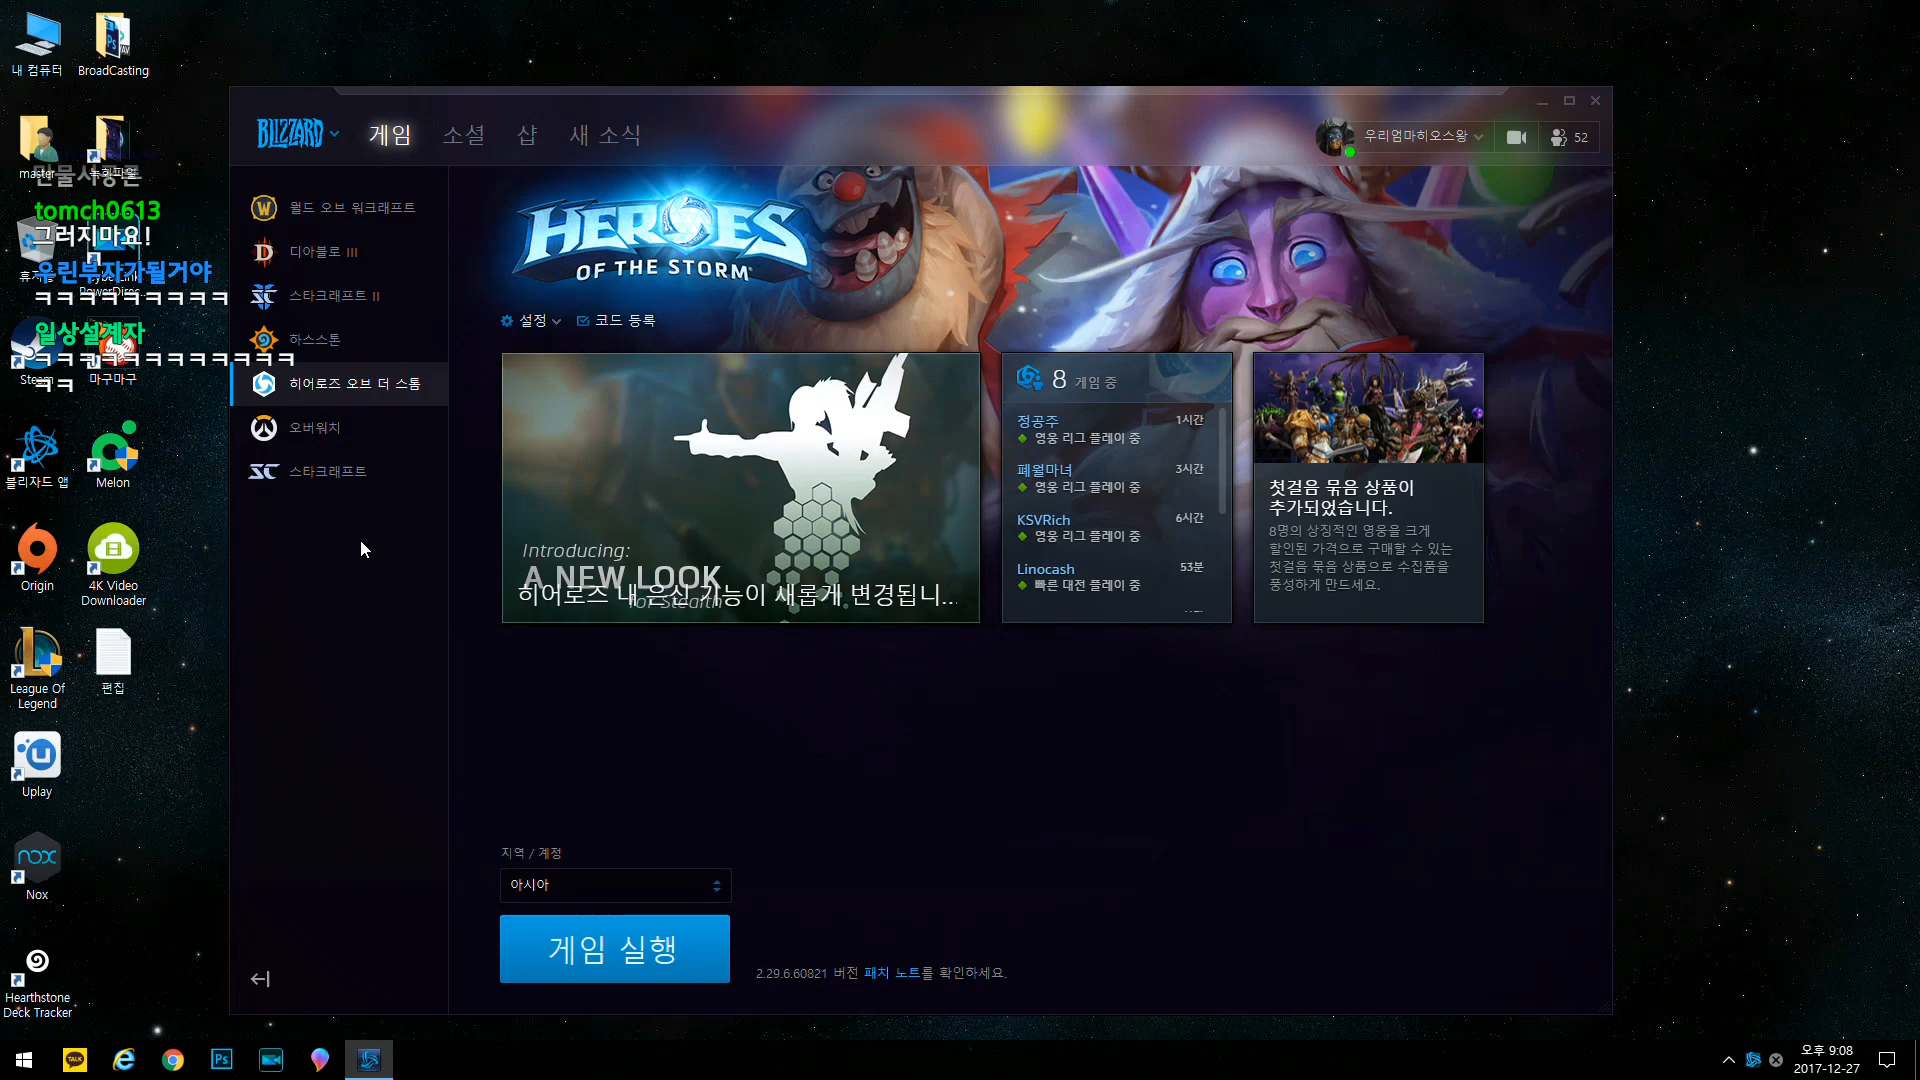 내 컴퓨터
BroadCasting
master
만물사랑은
tomch0613
그러지마요!
우린부자가될거야
ㅋㅋㅋㅋㅋㅋㅋㅋㅋ
일상설계자
ㅋㅋㅋㅋㅋㅋㅋㅋㅋㅋㅋㅋ
ㅋㅋ
Steam
마구마구
블리자드 앱
Melon
Origin
4K Video
Downloader
League Of
Legend
편집
Uplay
Nox
Hearthstone
Deck Tracker
BLIZZARD
게임
소셜
샵
새 소식
우리엄마히오스왕
52
월드 오브 워크래프트
디아블로 III
스타크래프트 II
하스스톤
히어로즈 오브 더 스톰
오버워치
스타크래프트
HEROES
OF THE STORM
설정
코드 등록
Introducing:
A NEW LOOK
for Stealth
히어로즈 내 은신 기능이 새롭게 변경됩니...
8 게임 중
정공주
1시간
영웅 리그 플레이 중
폐월마녀
3시간
영웅 리그 플레이 중
KSVRich
6시간
영웅 리그 플레이 중
Linocash
53분
빠른 대전 플레이 중
첫걸음 묶음 상품이
추가되었습니다.
8명의 상징적인 영웅을 크게
할인된 가격으로 구매할 수 있는
첫걸음 묶음 상품으로 수집품을
풍성하게 만드세요.
지역 / 계정
아시아
게임 실행
2.29.6.60821 버전 패치 노트를 확인하세요.
TALK
Ps
오후 9:08
2017-12-27